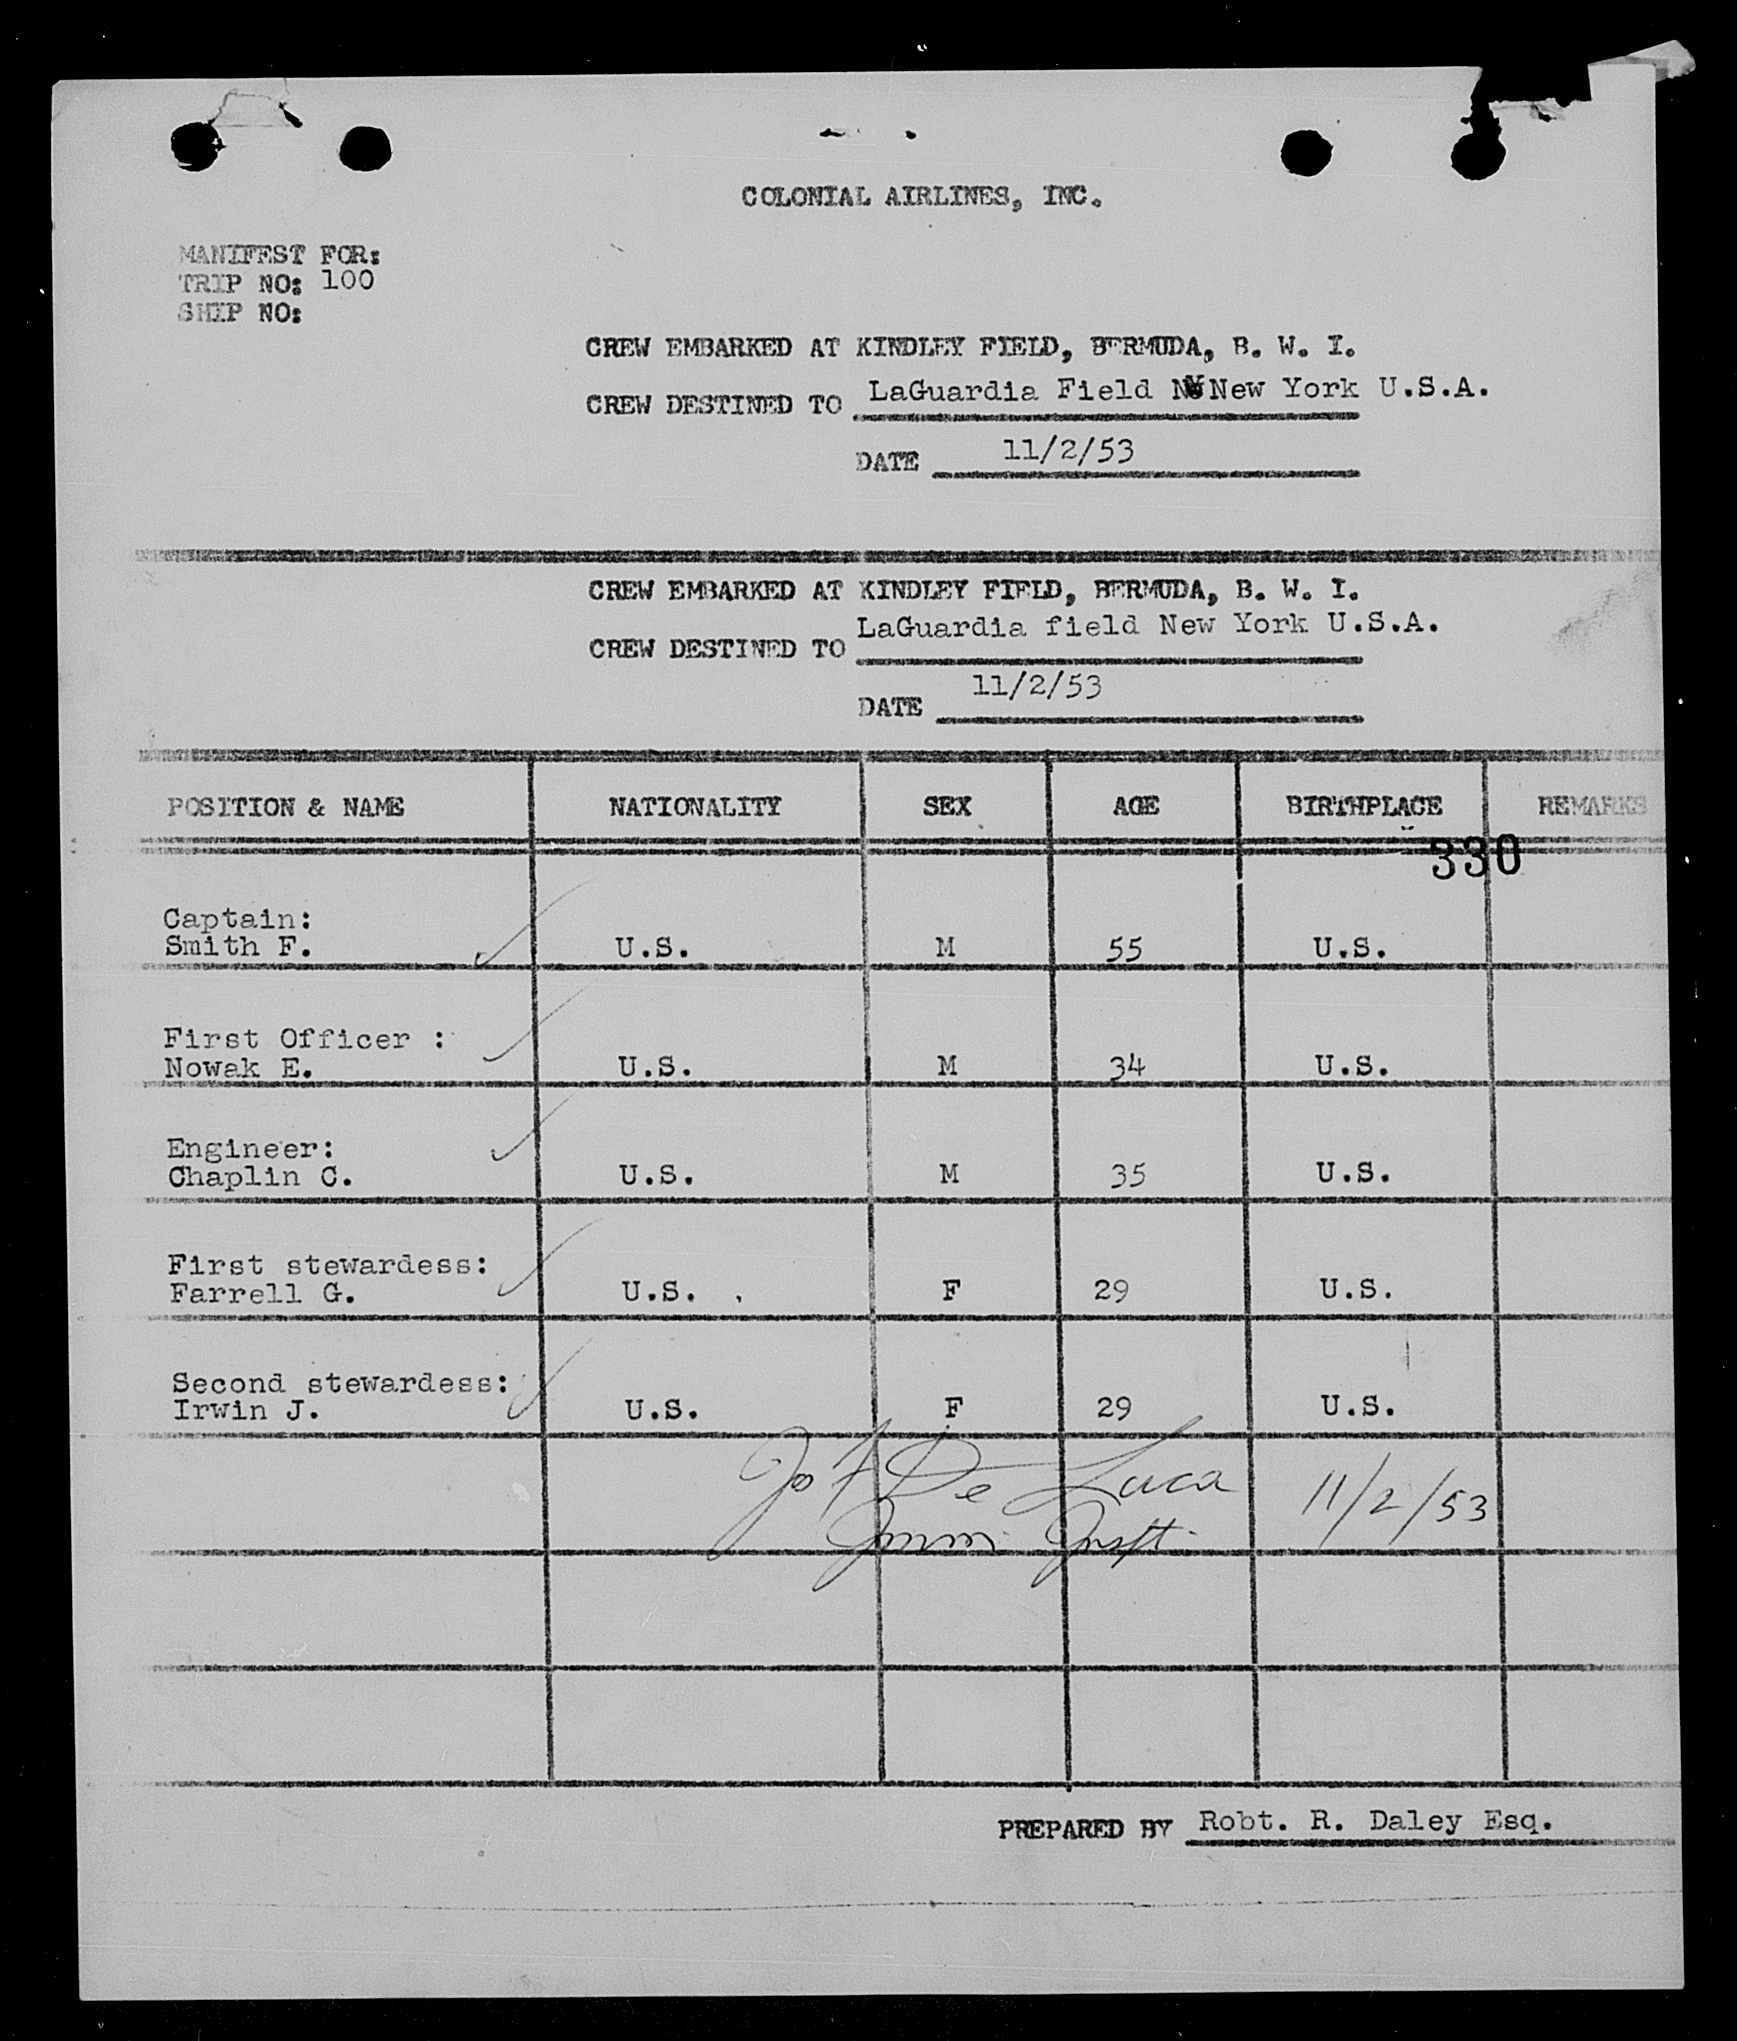 COLONIAL AIRLINES, INC.
MANIFEST FOR:
TRIP NO: 100
SHIP NO:
CREW EMBARKED AT KINDLEY FIELD, BERMUDA, B. W. I.
CREW DESTINED TO LaGuardia Field New York U.S.A.
DATE 11/2/53
CREW EMBARKED AT KINDLEY FIELD, BERMUDA, B. W. I.
CREW DESTINED TO LaGuardia field New York U.S.A.
DATE 11/2/53
POSITION & NAME NATIONALITY SEX AGE BIRTHPLACE REMARKS
330
Captain:
Smith F. U.S. M 55 U.S.
First Officer :
Nowak E. U.S. M 34 U.S.
Engineer:
Chaplin C. U.S. M 35 U.S.
First stewardess:
Farrell G. U.S. F 29 U.S.
Second stewardess:
Irwin J. U.S. F 29 U.S.
De Luca 11/2/53
PREPARED BY Robt. R. Daley Esq.